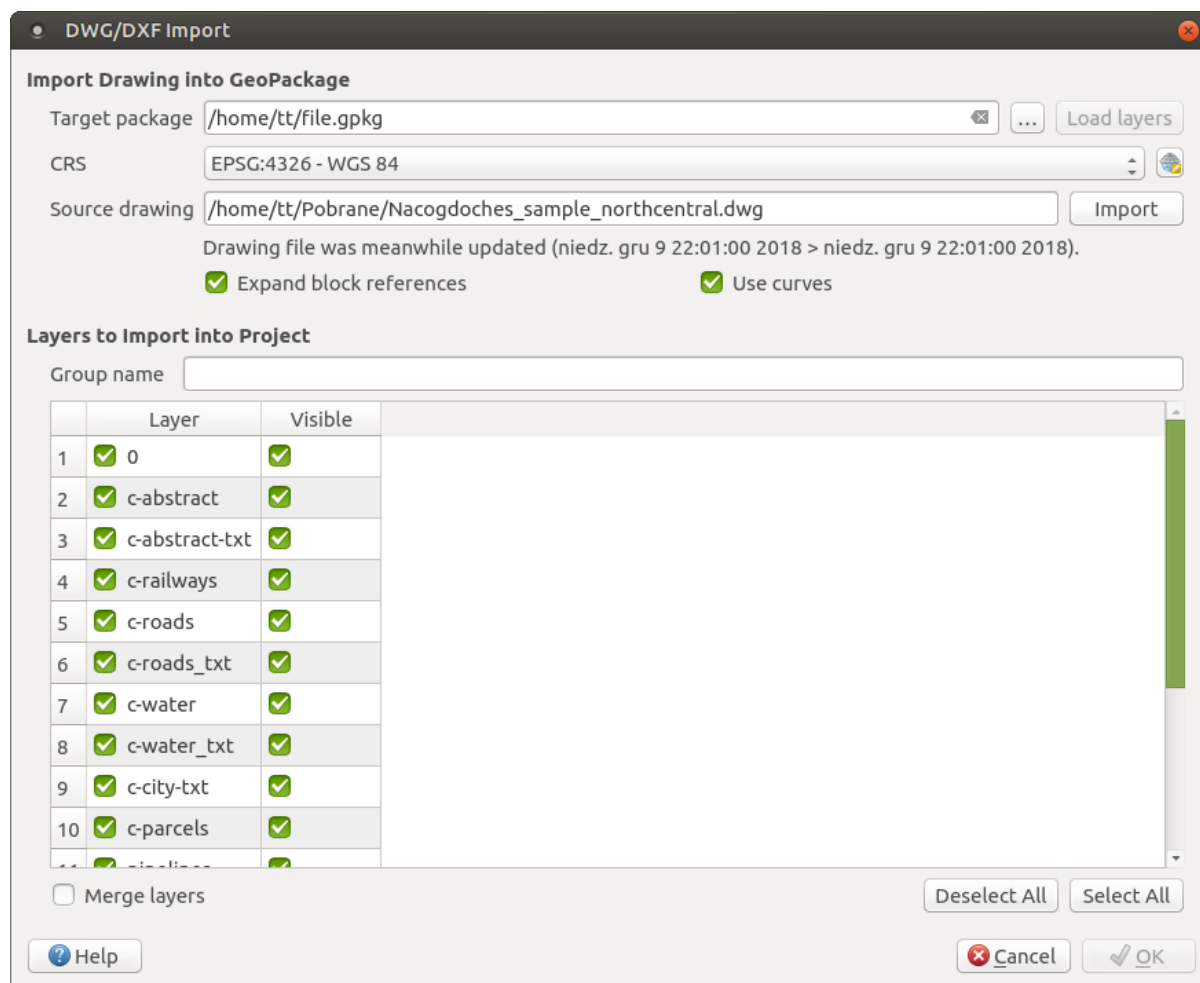 DWG/DXF Import
Import Drawing into GeoPackage
Target package /home/tt/file.gpkg ... Load layers
CRS EPSG:4326 - WGS 84
Source drawing /home/tt/Pobrane/Nacogdoches_sample_northcentral.dwg Import
Drawing file was meanwhile updated (niedz. gru 9 22:01:00 2018 > niedz. gru 9 22:01:00 2018).
Expand block references Use curves
Layers to Import into Project
Group name
Layer Visible
1 0
2 c-abstract
3 c-abstract-txt
4 c-railways
5 c-roads
6 c-roads_txt
7 c-water
8 c-water_txt
9 c-city-txt
10 c-parcels
Merge layers Deselect All Select All
Help Cancel OK